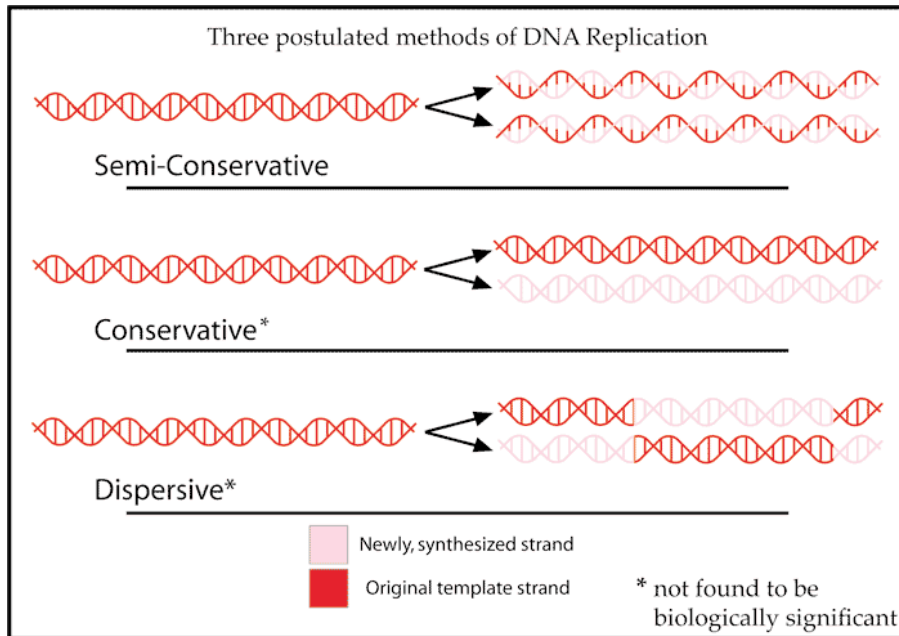 Three postulated methods of DNA Replication
Semi-Conservative
Conservative*
Dispersive*
Newly, synthesized strand
Original template strand
* not found to be
biologically significant